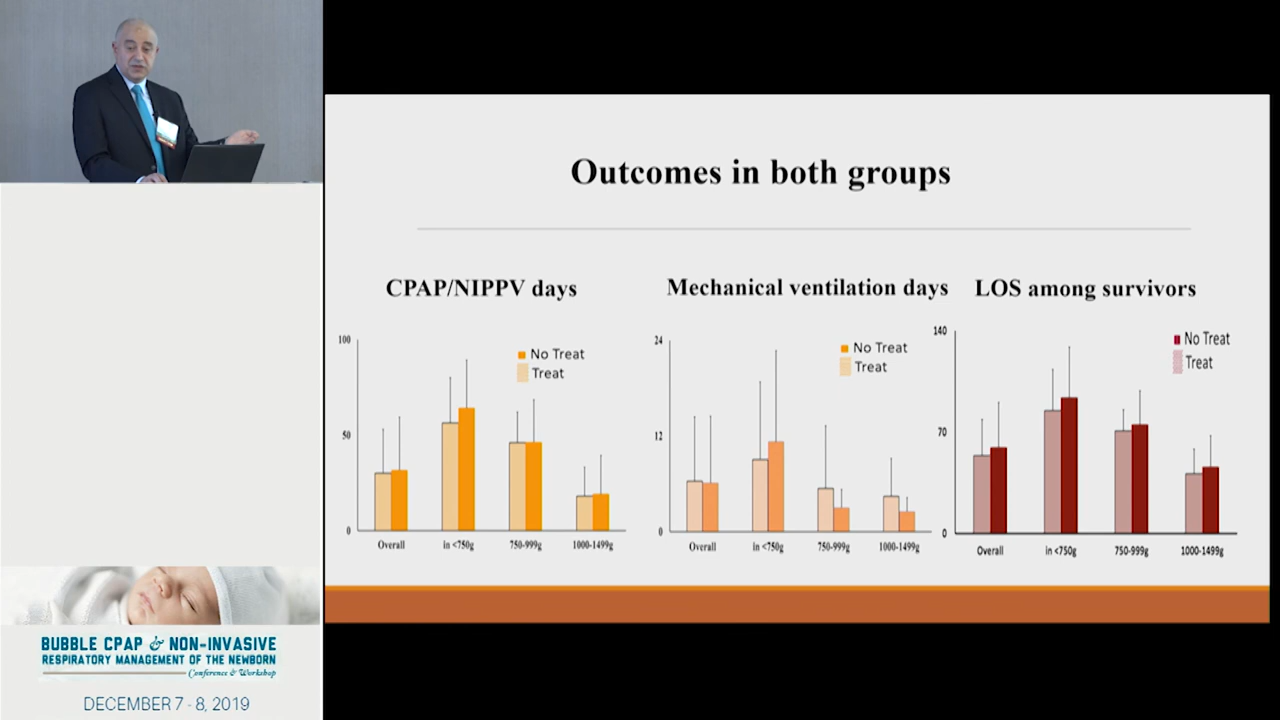 Outcomes in both groups
CPAP/NIPPV days
100
50
0
No Treat
Treat
Overall
in <750g
750-999g
1000-1499g
Mechanical ventilation days
24
12
0
No Treat
Treat
Overall
in <750g
750-999g
1000-1499g
LOS among survivors
140
70
0
No Treat
Treat
Overall
in <750g
750-999g
1000-1499g
BUBBLE CPAP & NON-INVASIVE
RESPIRATORY MANAGEMENT OF THE NEWBORN
Conference & Workshop
DECEMBER 7 - 8, 2019